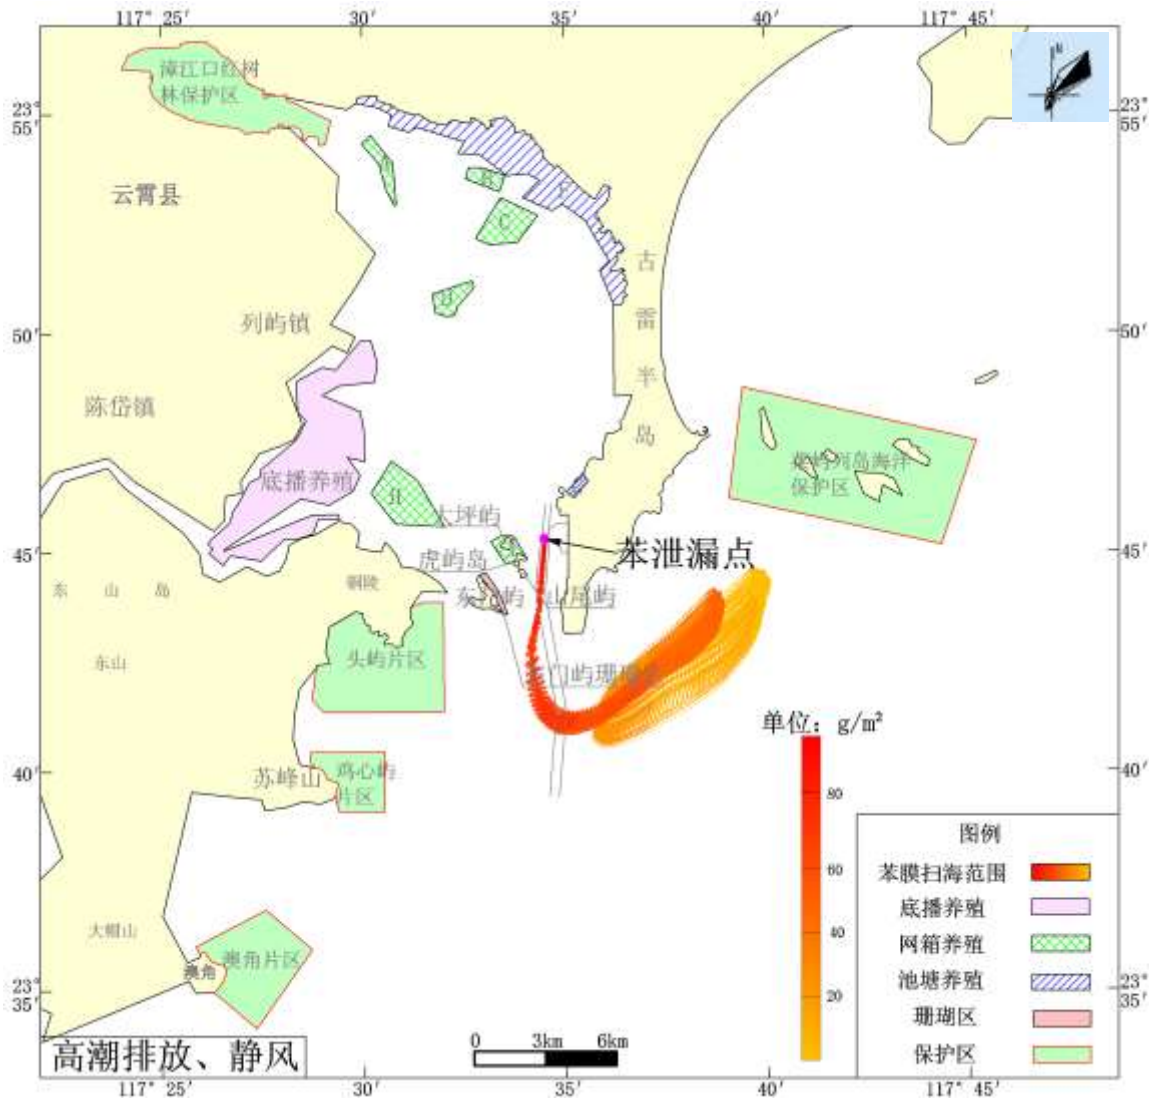 117° 25′
30′
35′
40′
117° 45′
N
漳江口红树
林保护区
23°
55′
23°
55′
云霄县
B
C
古
雷
半
岛
列屿镇
50′
50′
陈岱镇
底播养殖
H
大坪屿
菜屿列岛海洋
保护区
45′
45′
虎屿岛
苯泄漏点
东 山 岛
铜陵
山尾屿
东山
头屿片区
门屿珊瑚
单位：g/m²
苏峰山
鸡心屿
片区
40′
40′
80
60
40
20
图例
苯膜扫海范围
底播养殖
网箱养殖
池塘养殖
珊瑚区
保护区
大帽山
澳角
澳角片区
23°
35′
23°
35′
高潮排放、静风
0 3km 6km
117° 25′
30′
35′
40′
117° 45′